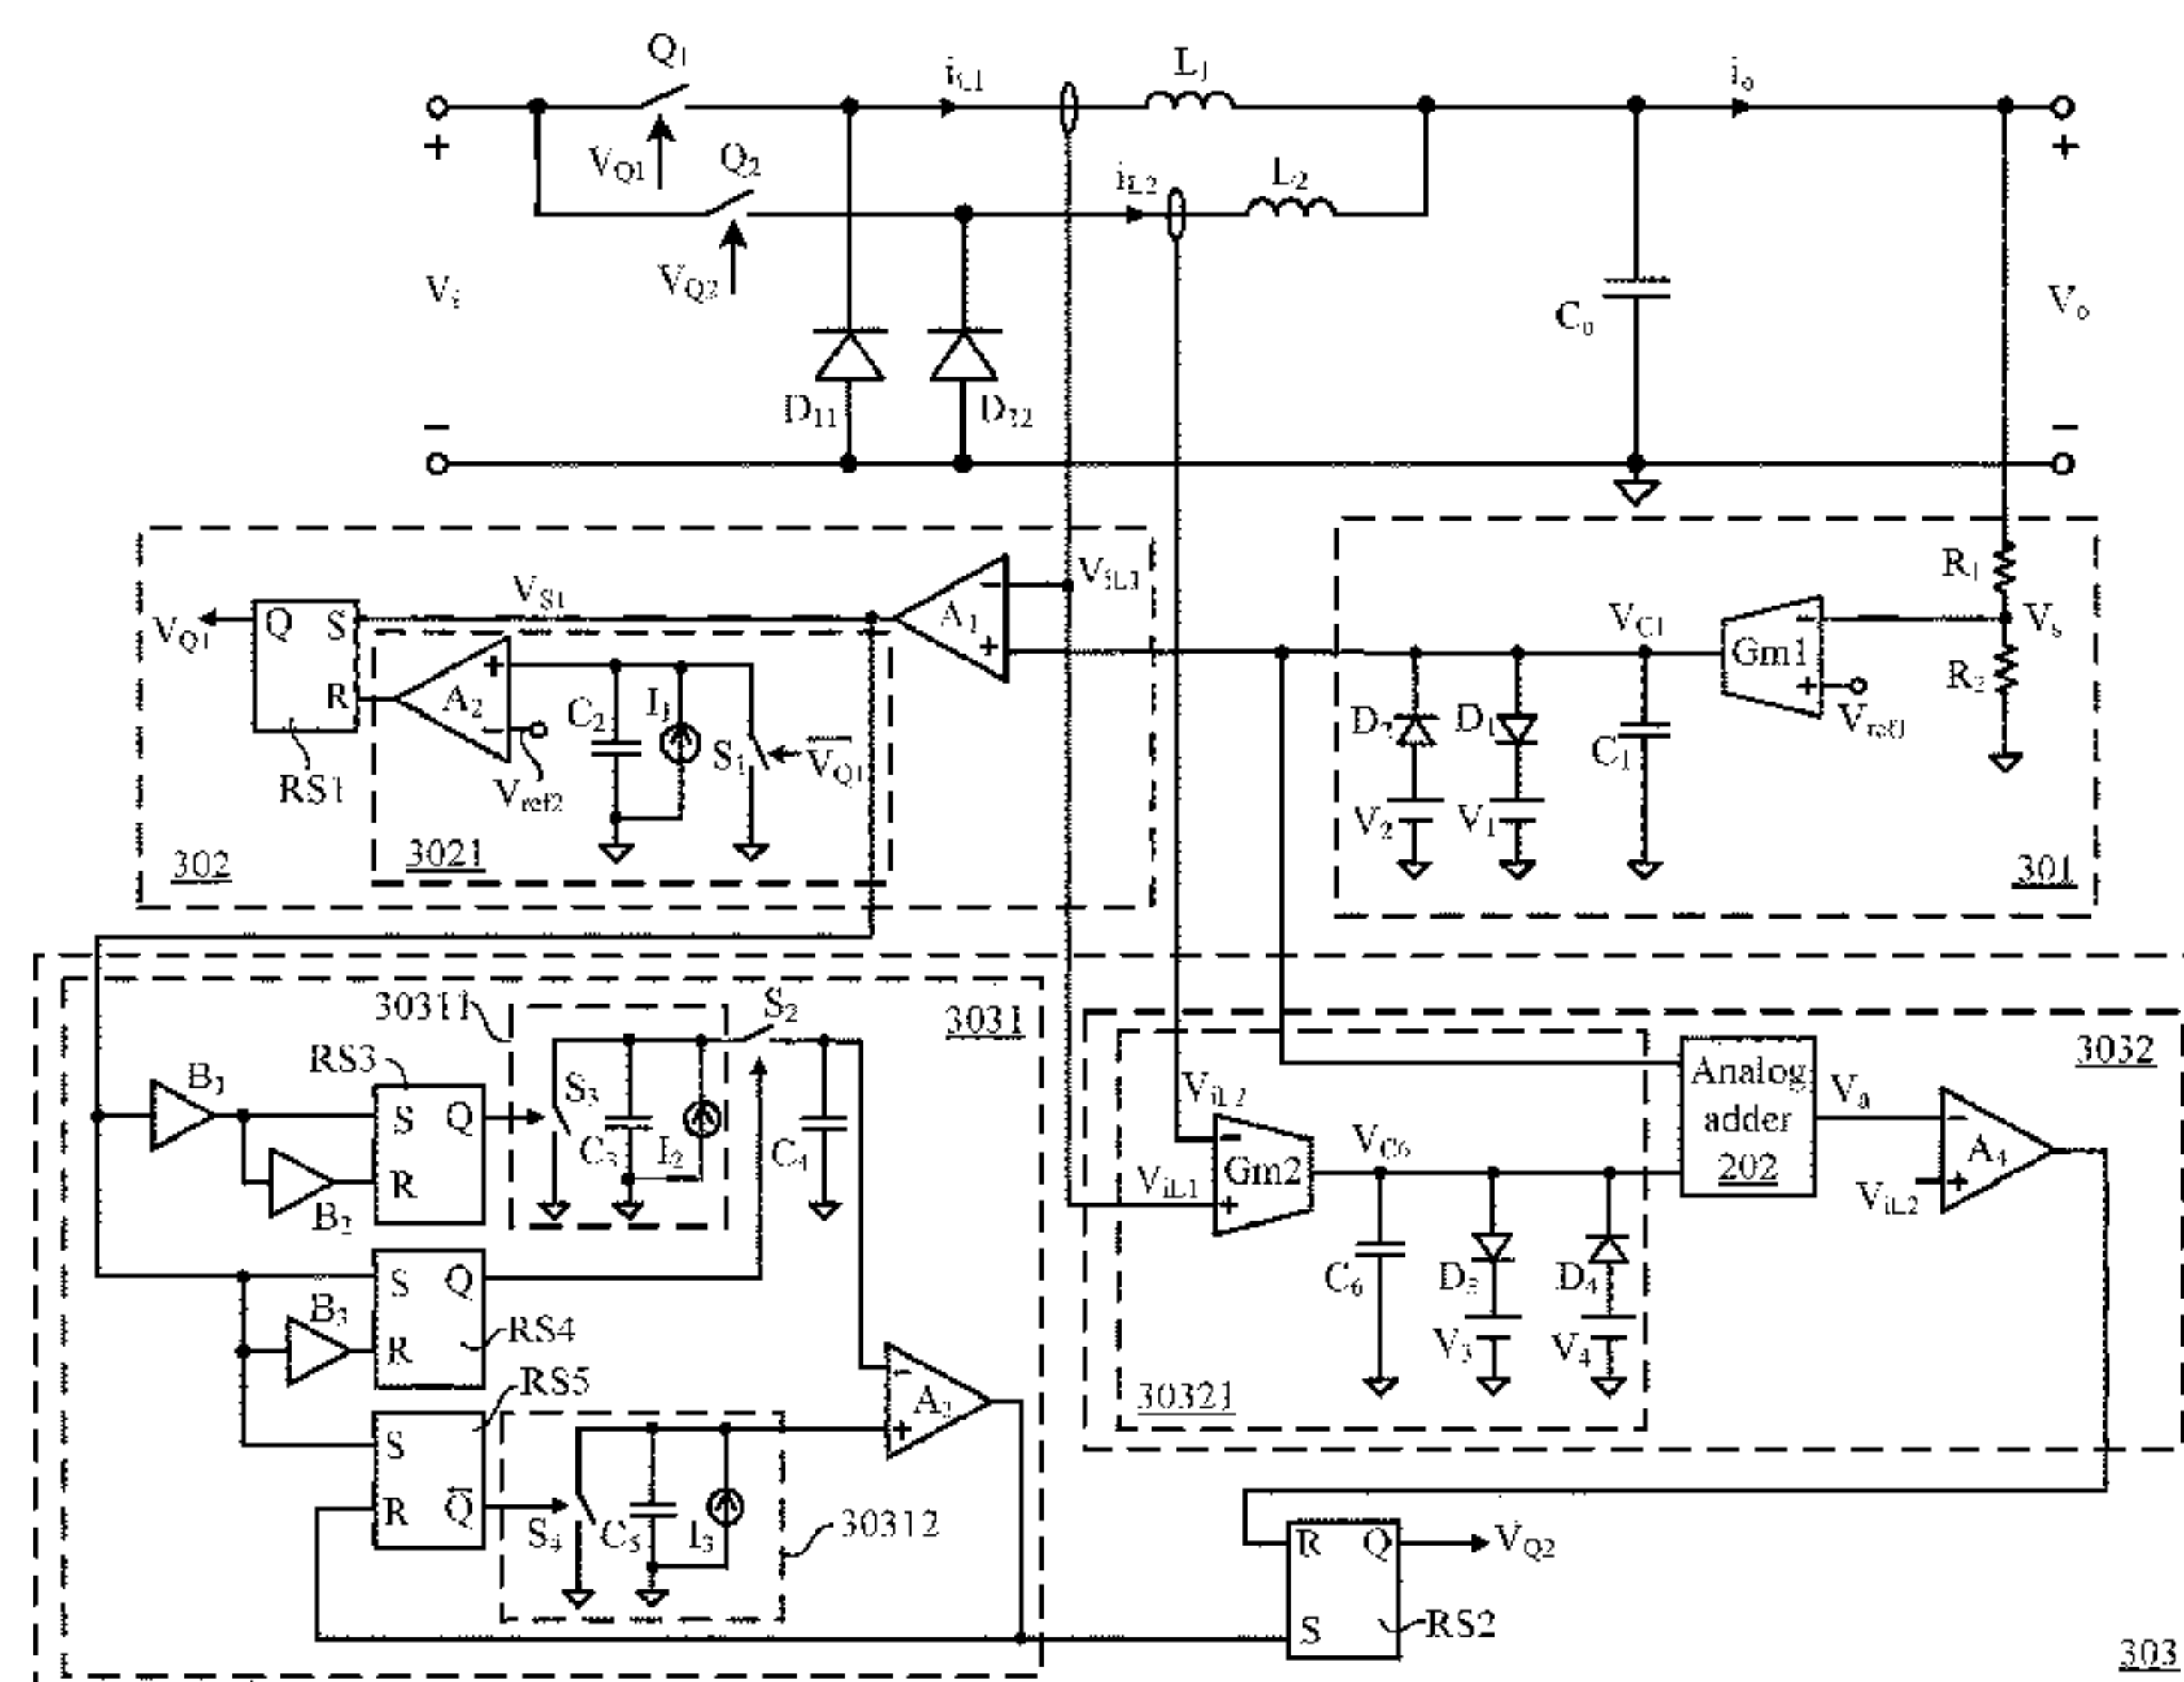 Q1
iL1
L1
io
+
VQ1
Q2
iL2
L2
+
Vi
VQ2
Co
Vo
D11
D22
−
−
VS1
A1
−
+
ViL1
VQ1
Q S
R
RS1
A2
+
−
Vref2
C2
I1
S1
VQ1
302
3021
R1
Vs
R2
VC1
Gm1
−
+
Vref1
D2
D1
C1
V2
V1
301
30311
S2
3031
RS3
B1
S Q
R
B2
S3
C3
I2
C4
S Q
R
B3
RS4
RS5
S
R Q
S4
C5
I3
30312
A3
−
+
ViL2
ViL1
−
+
Gm2
VC6
C6
D3
D4
V3
V4
30321
Analog
adder
202
Va
3032
−
+
A4
ViL2
R Q
S
VQ2
RS2
303